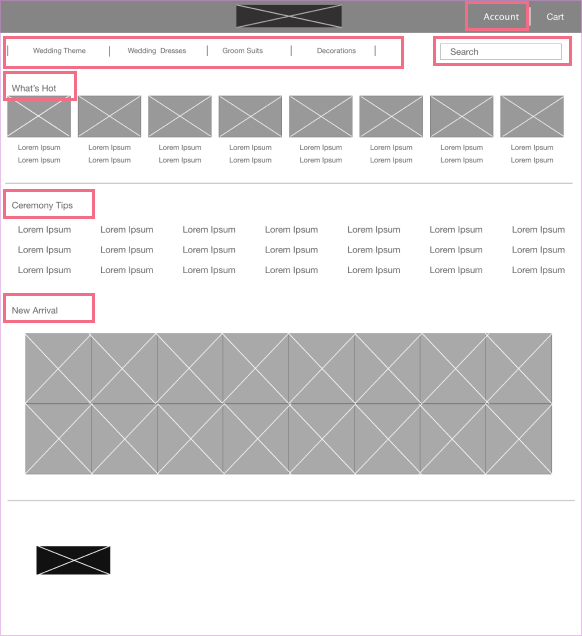 Account Cart
Wedding Theme Wedding Dresses Groom Suits Decorations Search
What's Hot
Lorem Ipsum Lorem Ipsum Lorem Ipsum Lorem Ipsum Lorem Ipsum Lorem Ipsum Lorem Ipsum Lorem Ipsum
Lorem Ipsum Lorem Ipsum Lorem Ipsum Lorem Ipsum Lorem Ipsum Lorem Ipsum Lorem Ipsum Lorem Ipsum
Ceremony Tips
Lorem Ipsum Lorem Ipsum Lorem Ipsum Lorem Ipsum Lorem Ipsum Lorem Ipsum Lorem Ipsum
Lorem Ipsum Lorem Ipsum Lorem Ipsum Lorem Ipsum Lorem Ipsum Lorem Ipsum Lorem Ipsum
Lorem Ipsum Lorem Ipsum Lorem Ipsum Lorem Ipsum Lorem Ipsum Lorem Ipsum Lorem Ipsum
New Arrival